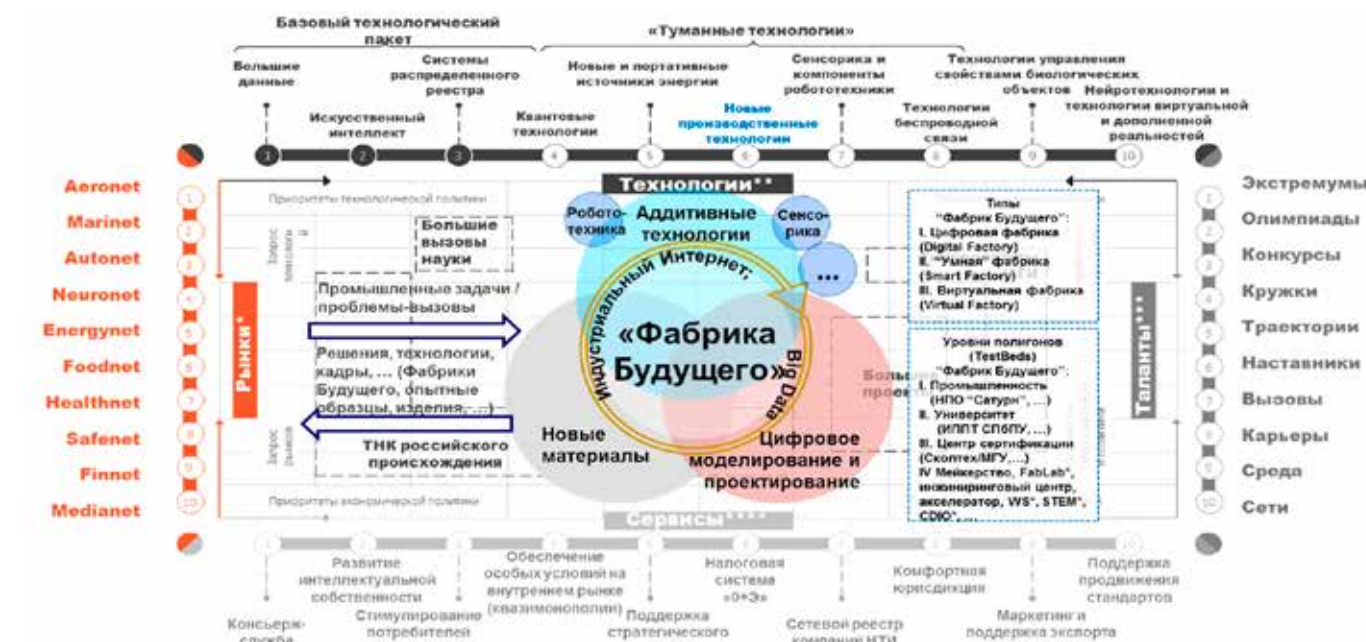 Базовый технологический
пакет
«Туманные технологии»
Большие
данные
Системы
распределенного
реестра
Новые и портативные
источники энергии
Сенсорика и
компоненты
робототехники
Технологии управления
свойствами биологических
объектов
Нейротехнологии и
технологии виртуальной
и дополненной
реальностей
Искусственный
интеллект
Квантовые
технологии
Новые
производственные
технологии
Технологии
беспроводной
связи
1 2 3 4 5 6 7 8 9 10
Технологии**
Aeronet
Marinet
Autonet
Neuronet
Energynet
Foodnet
Healthnet
Safenet
Finnet
Medianet
Рынки*
Приоритеты технологической политики
Большие
вызовы
науки
Промышленные задачи /
проблемы-вызовы
Решения, технологии,
кадры, … (Фабрики
Будущего, опытные
образцы, изделия, …)
Запрос
рынков
ТНК российского
происхождения
Приоритеты экономической политики
Робото-
техника
Аддитивные
технологии
Сенсо-
рика
...
Индустриальный Интернет;
Big Data
«Фабрика
Будущего»
Новые
материалы
Цифровое
моделирование и
проектирование
Типы
"Фабрик Будущего":
I. Цифровая фабрика
(Digital Factory)
II. "Умная" фабрика
(Smart Factory)
III. Виртуальная фабрика
(Virtual Factory)
Уровни полигонов
(TestBeds)
"Фабрик Будущего":
I. Промышленность
(НПО "Сатурн", …)
II. Университет
(ИППТ СПбПУ, …)
III. Центр сертификации
(Сколтех/МГУ,…)
IV Мейкерство, FabLab*,
инжиниринговый центр,
акселератор, WS*, STEM*,
CDIO*, …
Таланты***
Экстремумы
Олимпиады
Конкурсы
Кружки
Траектории
Наставники
Вызовы
Карьеры
Среда
Сети
Сервисы****
Развитие
интеллектуальной
собственности
Обеспечение
особых условий на
внутреннем рынке
(квазимонополии)
Налоговая
система
«0+Э»
Комфортная
юрисдикция
Поддержка
продвижения
стандартов
Консьерж-
служба
Стимулирование
потребителей
Поддержка
стратегического
Сетевой реестр
компаний НТИ
Маркетинг и
поддержка экспорта